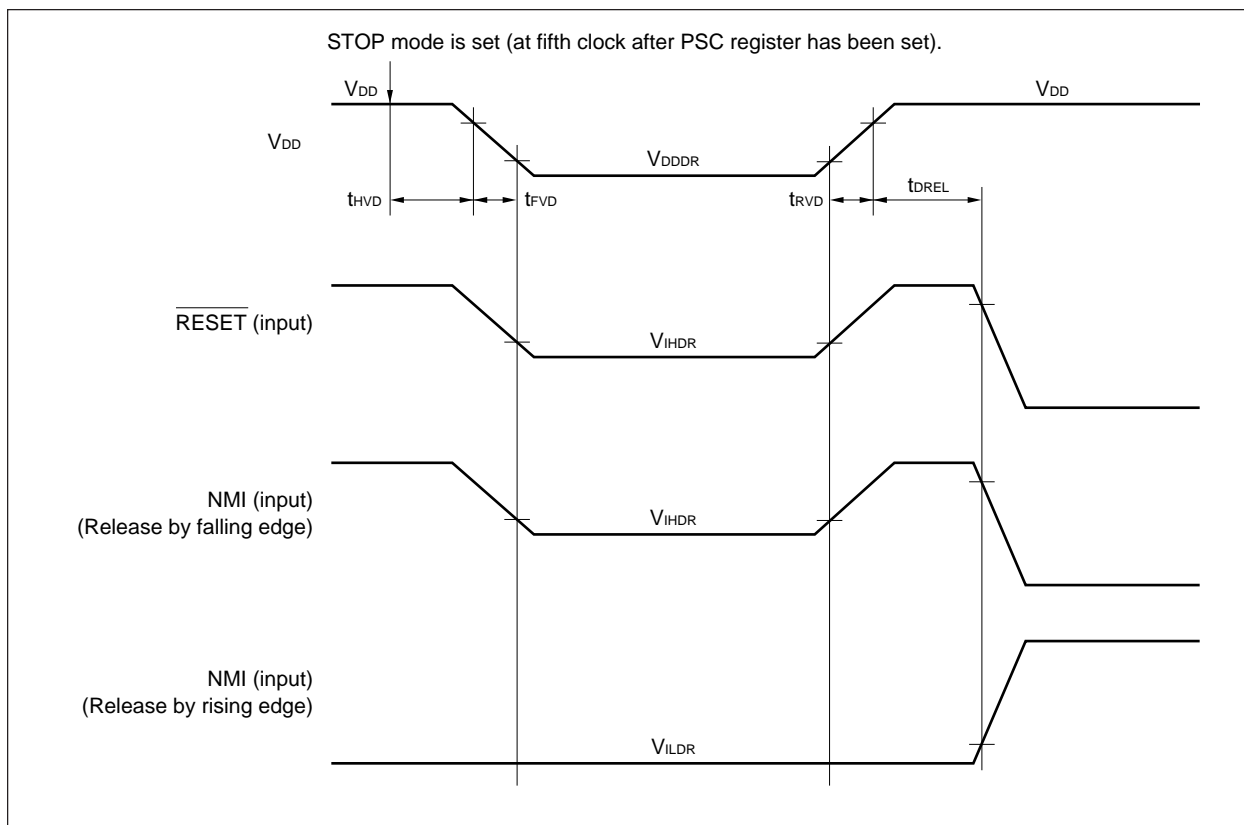 STOP mode is set (at fifth clock after PSC register has been set).
VDD
VDD
VDD
VDDDR
tHVD
tFVD
tRVD
tDREL
RESET (input)
VIHDR
NMI (input)
(Release by falling edge)
VIHDR
NMI (input)
(Release by rising edge)
VILDR